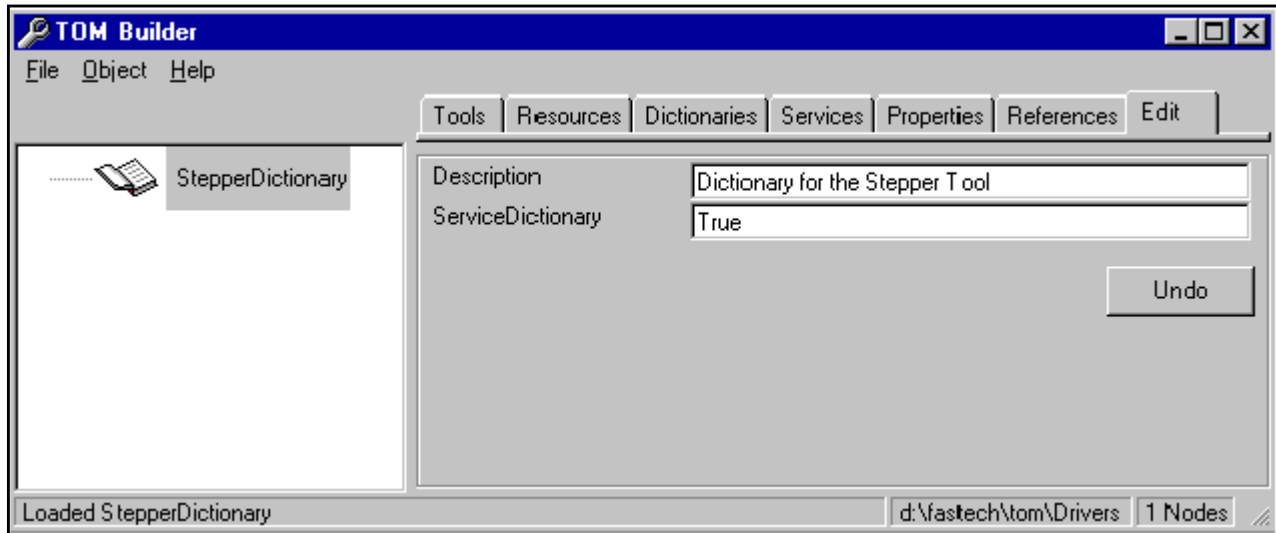 TOM Builder
File Object Help
Tools Resources Dictionaries Services Properties References Edit
StepperDictionary
Description Dictionary for the Stepper Tool
ServiceDictionary True
Undo
Loaded StepperDictionary d:\fastech\tom\Drivers 1 Nodes